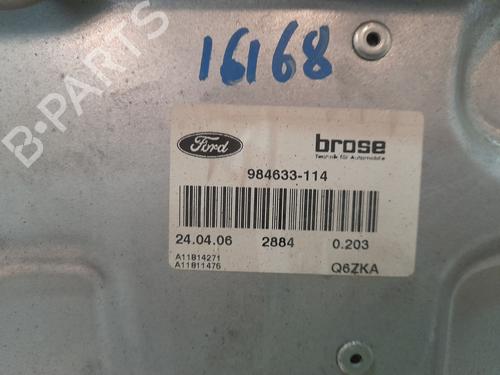 16168
B-PARTS
Ford
brose
Technik für Automobile
984633-114
24.04.06 2884 0.203
A11814271
A11811476
Q6ZKA